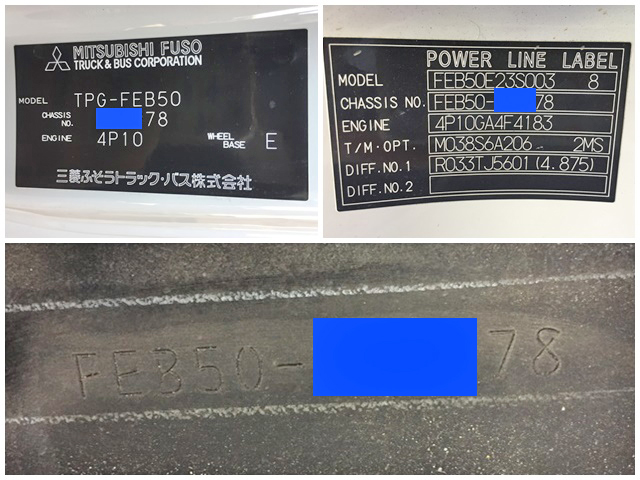 MITSUBISHI FUSO
TRUCK & BUS CORPORATION
MODEL TPG-FEB50
CHASSIS NO. 78
ENGINE 4P10 WHEEL BASE E
三菱ふそうトラック・バス株式会社
POWER LINE LABEL
MODEL FEB50E23S003 8
CHASSIS NO. FEB50- 78
ENGINE 4P10GA4F4183
T/M・OPT. M038S6A206 2MS
DIFF.NO.1 R033TJ5601(4.875)
DIFF.NO.2
FEB50- 78